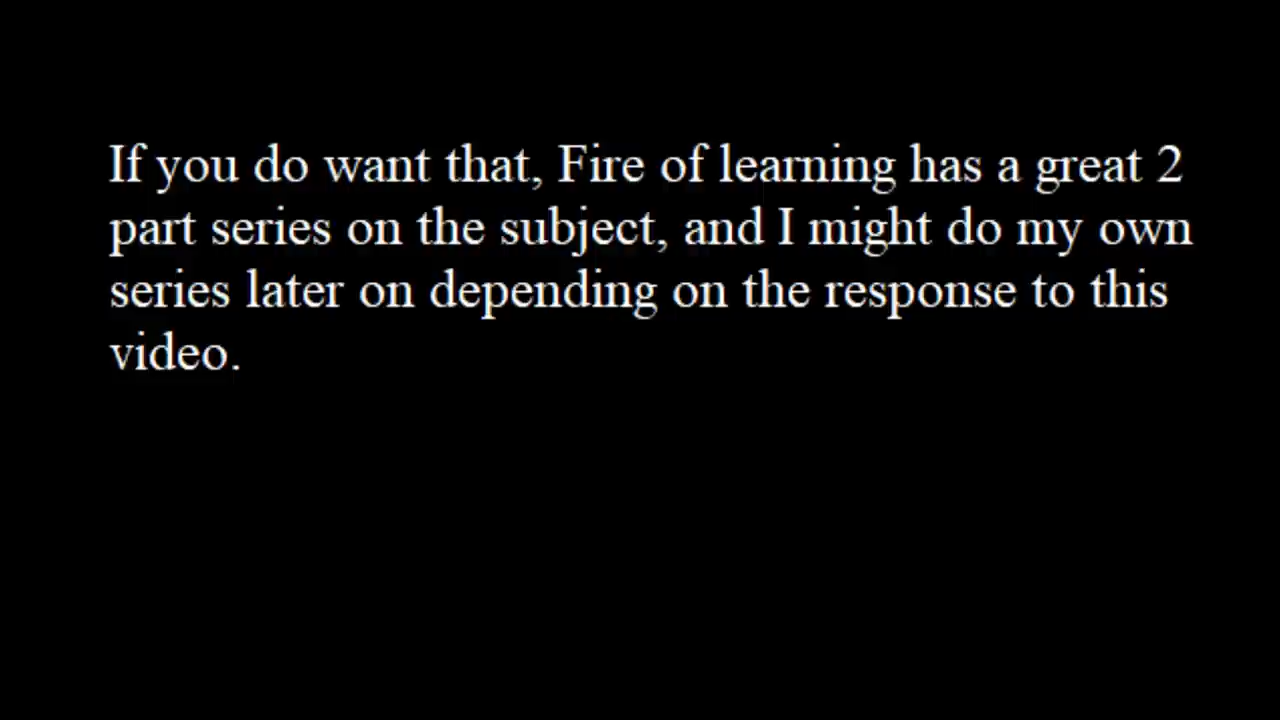 If you do want that, Fire of learning has a great 2
part series on the subject, and I might do my own
series later on depending on the response to this
video.